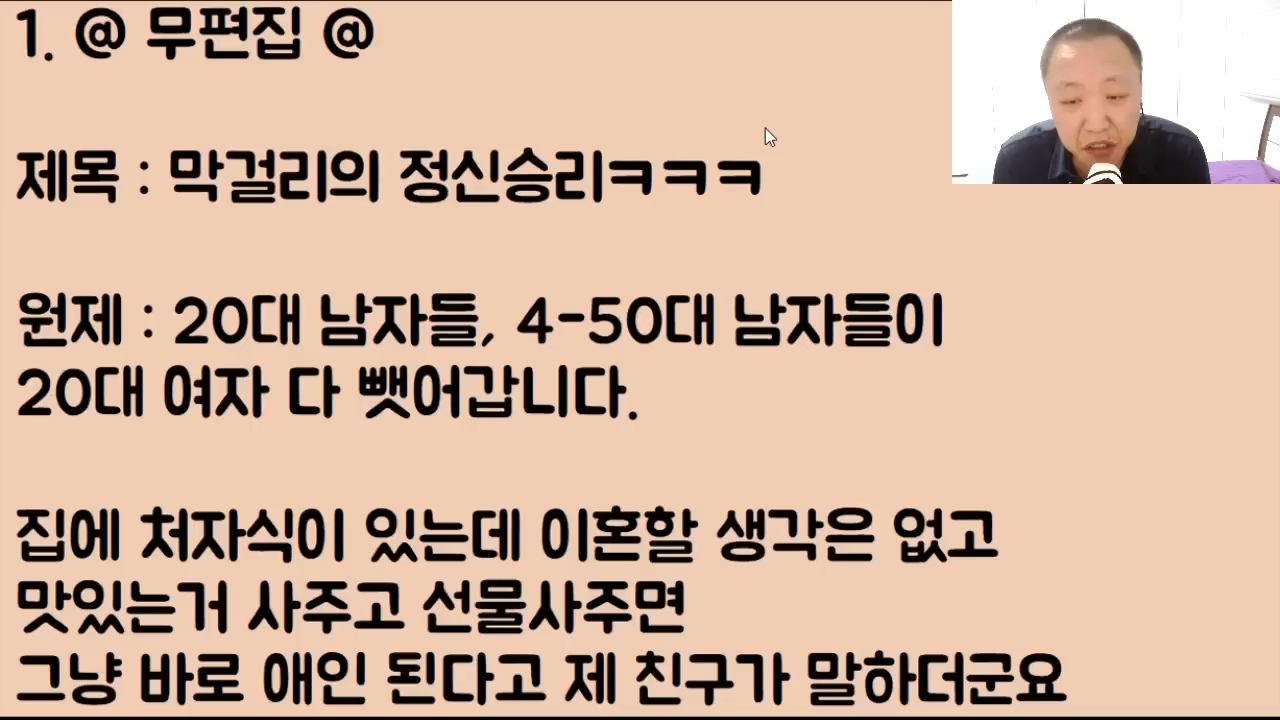 1. @ 무편집 @
제목 : 막걸리의 정신승리ㅋㅋㅋ
원제 : 20대 남자들, 4-50대 남자들이
20대 여자 다 뺏어갑니다.
집에 처자식이 있는데 이혼할 생각은 없고
맛있는거 사주고 선물사주면
그냥 바로 애인 된다고 제 친구가 말하더군요